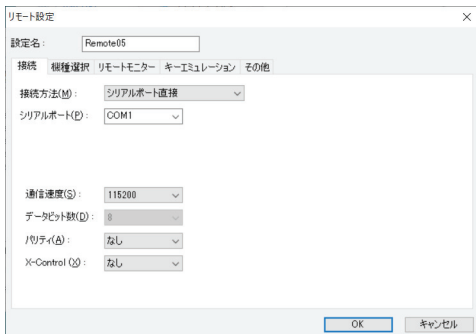 リモート設定
設定名: Remote05
接続 機種選択 リモートモニター キーエミュレーション その他
接続方法(M): シリアルポート直接
シリアルポート(P): COM1
通信速度(S): 115200
データビット数(D): 8
パリティ(A): なし
X-Control (X): なし
OK キャンセル